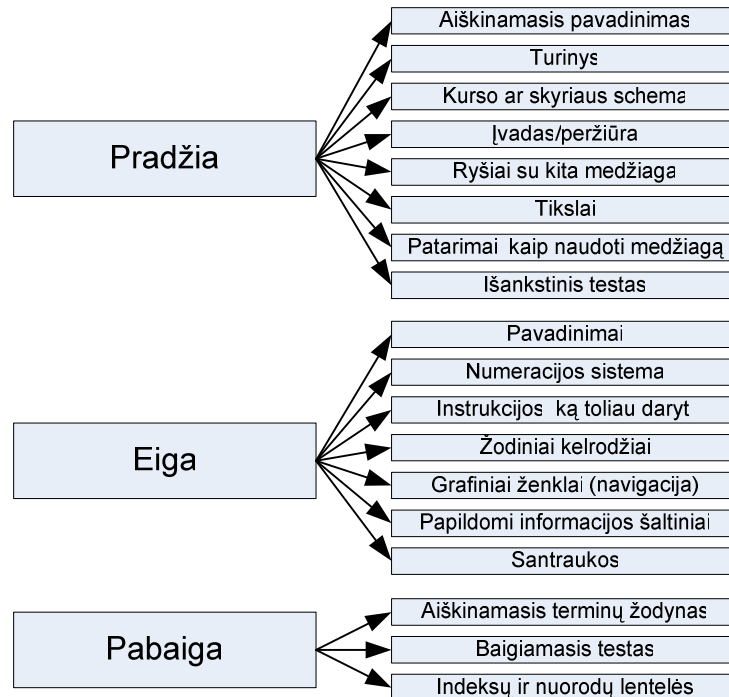 Pradžia
Aiškinamasis pavadinimas
Turinys
Kurso ar skyriaus schema
Įvadas/peržiūra
Ryšiai su kita medžiaga
Tikslai
Patarimai kaip naudoti medžiagą
Išankstinis testas
Eiga
Pavadinimai
Numeracijos sistema
Instrukcijos ką toliau daryt
Žodiniai kelrodžiai
Grafiniai ženklai (navigacija)
Papildomi informacijos šaltiniai
Santraukos
Pabaiga
Aiškinamasis terminų žodynas
Baigiamasis testas
Indeksų ir nuorodų lentelės